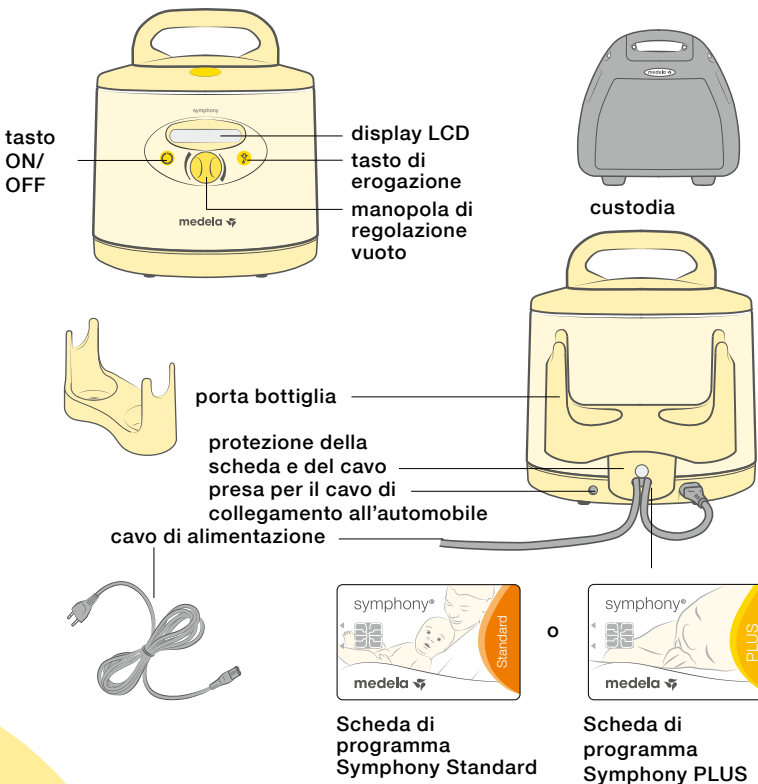 symphony
tasto
ON/
OFF
display LCD
tasto di
erogazione
manopola di
regolazione
vuoto
medela
medela
custodia
porta bottiglia
protezione della
scheda e del cavo
presa per il cavo di
collegamento all'automobile
cavo di alimentazione
symphony®
Standard
medela
o
symphony®
PLUS
medela
Scheda di
programma
Symphony Standard
Scheda di
programma
Symphony PLUS